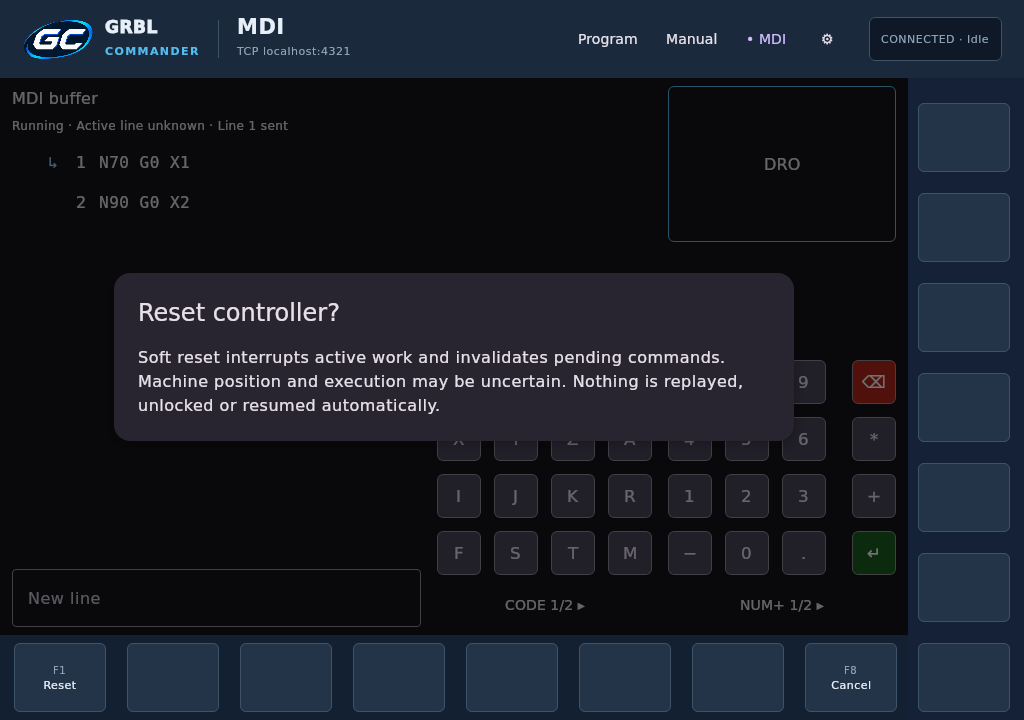 GC
GRBL
COMMANDER
MDI
TCP localhost:4321
Program
Manual
• MDI
⚙
CONNECTED · Idle
MDI buffer
Running · Active line unknown · Line 1 sent
↳ 1 N70 G0 X1
2 N90 G0 X2
DRO
Reset controller?
Soft reset interrupts active work and invalidates pending commands.
Machine position and execution may be uncertain. Nothing is replayed,
unlocked or resumed automatically.
9 ⌫
6 *
I J K R 1 2 3 +
F S T M − 0 . ↵
New line
CODE 1/2 ▸
NUM+ 1/2 ▸
F1
Reset
F8
Cancel